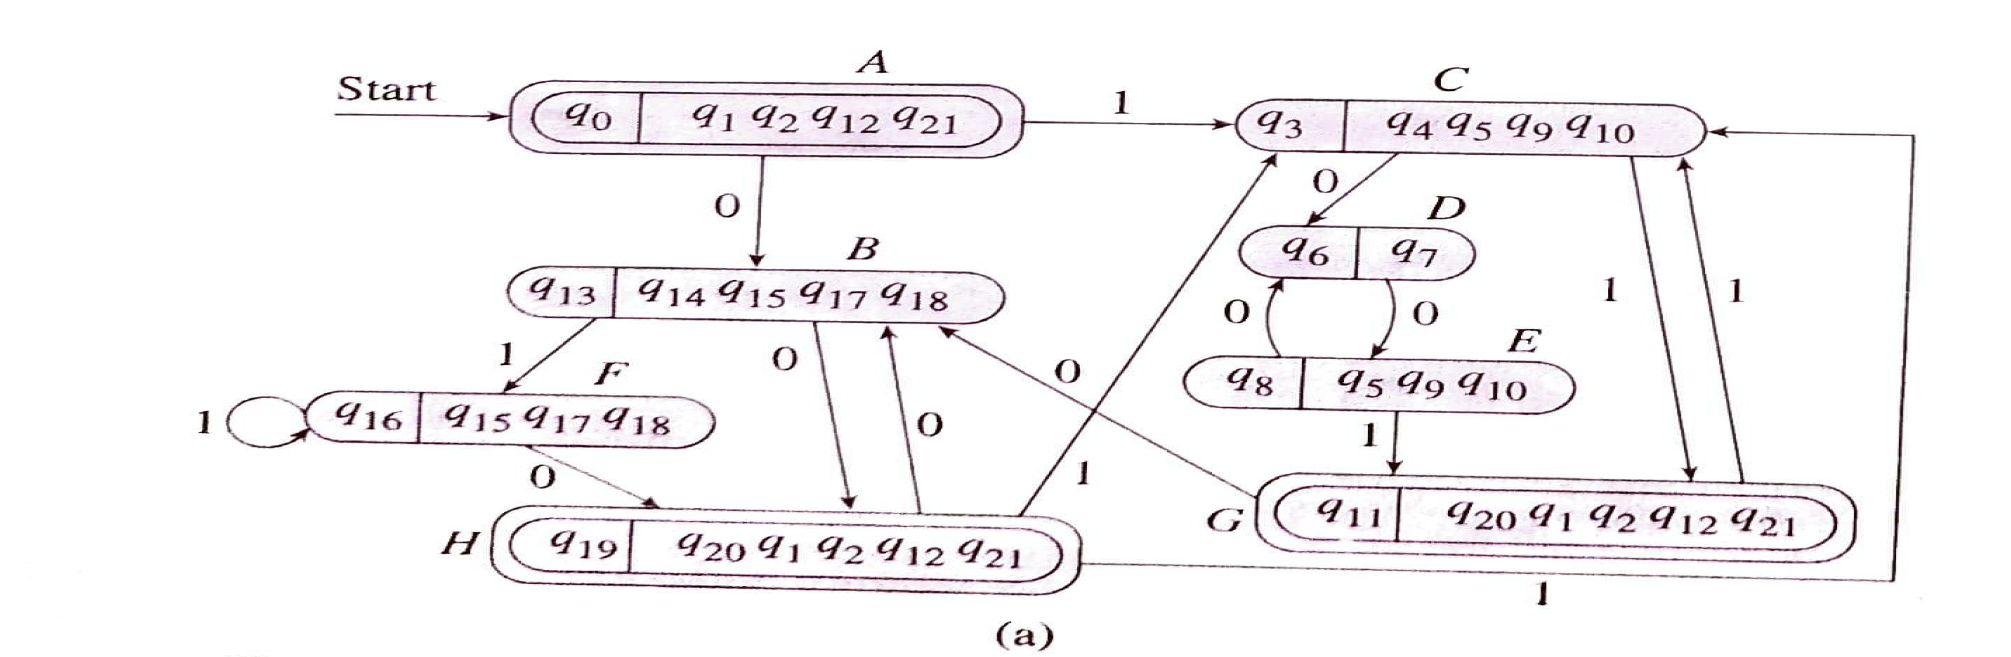 A
C
Start
q0 q1 q2 q12 q21
1
q3 q4 q5 q9 q10
0
0
D
q6 q7
B
q13 q14 q15 q17 q18
1
1
0
0
E
1
0
0
F
0
q8 q5 q9 q10
1
q16 q15 q17 q18
0
1
0
1
G
q11 q20 q1 q2 q12 q21
H
q19 q20 q1 q2 q12 q21
1
(a)